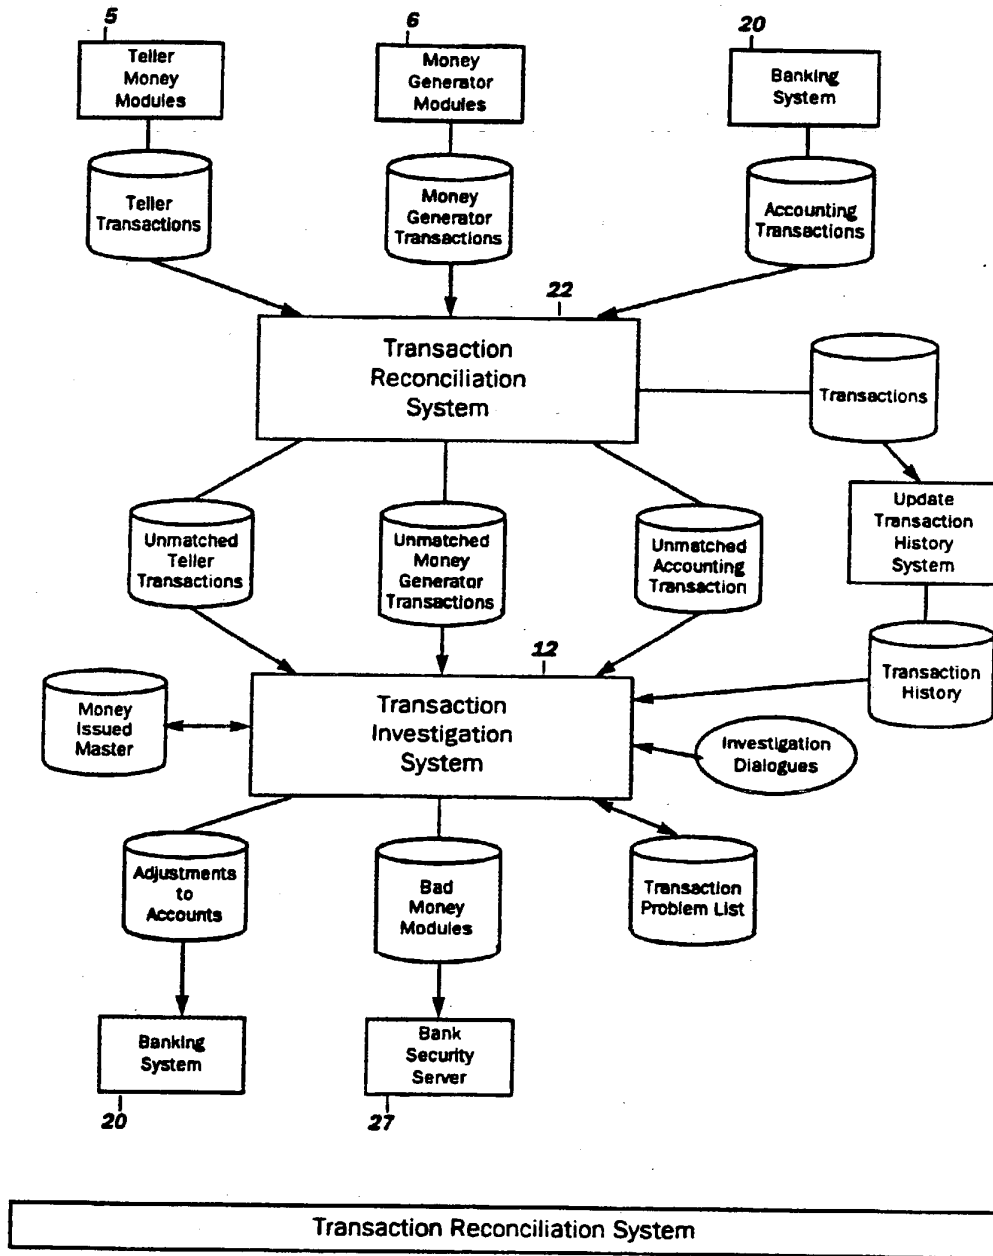 5
Teller
Money
Modules
6
Money
Generator
Modules
20
Banking
System
Teller
Transactions
Money
Generator
Transactions
Accounting
Transactions
22
Transaction
Reconciliation
System
Transactions
Update
Transaction
History
System
Unmatched
Teller
Transactions
Unmatched
Money
Generator
Transactions
Unmatched
Accounting
Transaction
Transaction
History
12
Transaction
Investigation
System
Money
Issued
Master
Investigation
Dialogues
Adjustments
to
Accounts
Bad
Money
Modules
Transaction
Problem List
Banking
System
20
Bank
Security
Server
27
Transaction Reconciliation System